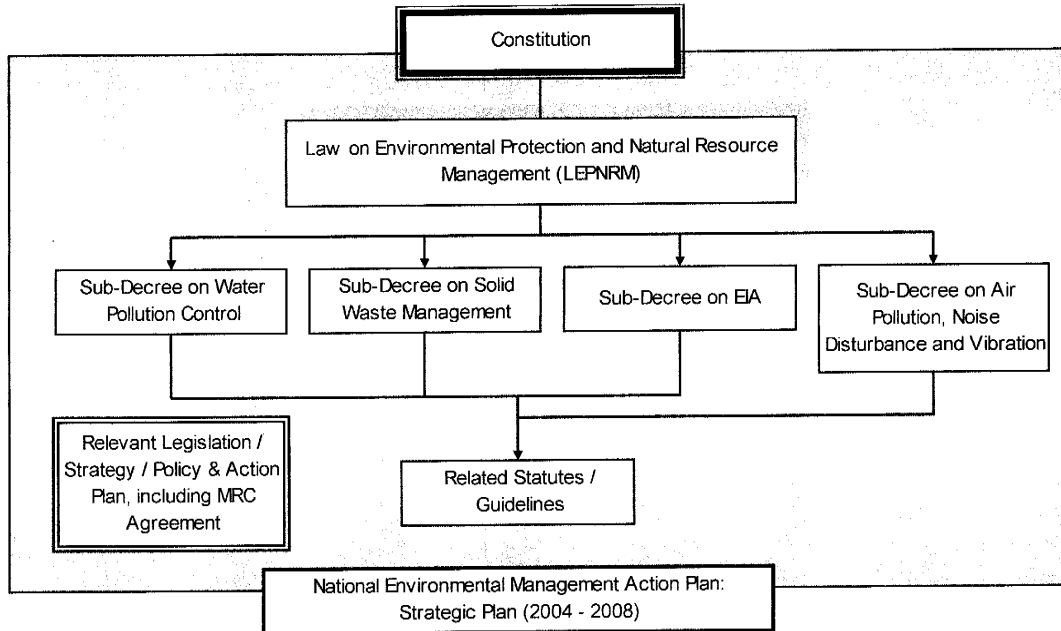 Constitution
Law on Environmental Protection and Natural Resource
Management (LEPNRM)
Sub-Decree on Water
Pollution Control
Sub-Decree on Solid
Waste Management
Sub-Decree on EIA
Sub-Decree on Air
Pollution, Noise
Disturbance and Vibration
Relevant Legislation /
Strategy / Policy & Action
Plan, including MRC
Agreement
Related Statutes /
Guidelines
National Environmental Management Action Plan:
Strategic Plan (2004 - 2008)